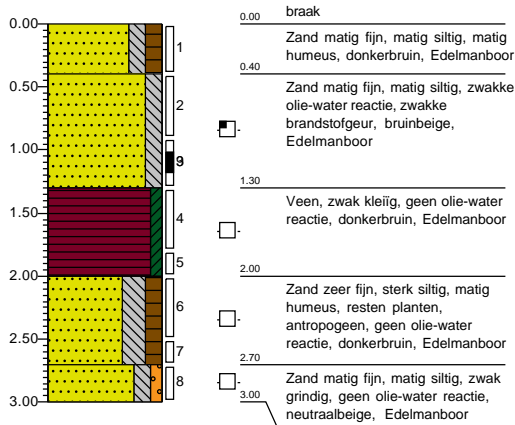 braak
0.00
0.00
Zand matig fijn, matig siltig, matig
humeus, donkerbruin, Edelmanboor
1
0.40
0.50
Zand matig fijn, matig siltig, zwakke
olie-water reactie, zwakke
brandstofgeur, bruinbeige,
Edelmanboor
2
1.00
1.30
Veen, zwak kleiïg, geen olie-water
reactie, donkerbruin, Edelmanboor
1.50
4
5
2.00
2.00
Zand zeer fijn, sterk siltig, matig
humeus, resten planten,
antropogeen, geen olie-water
reactie, donkerbruin, Edelmanboor
6
2.50
7
2.70
Zand matig fijn, matig siltig, zwak
grindig, geen olie-water reactie,
neutraalbeige, Edelmanboor
8
3.00
3.00